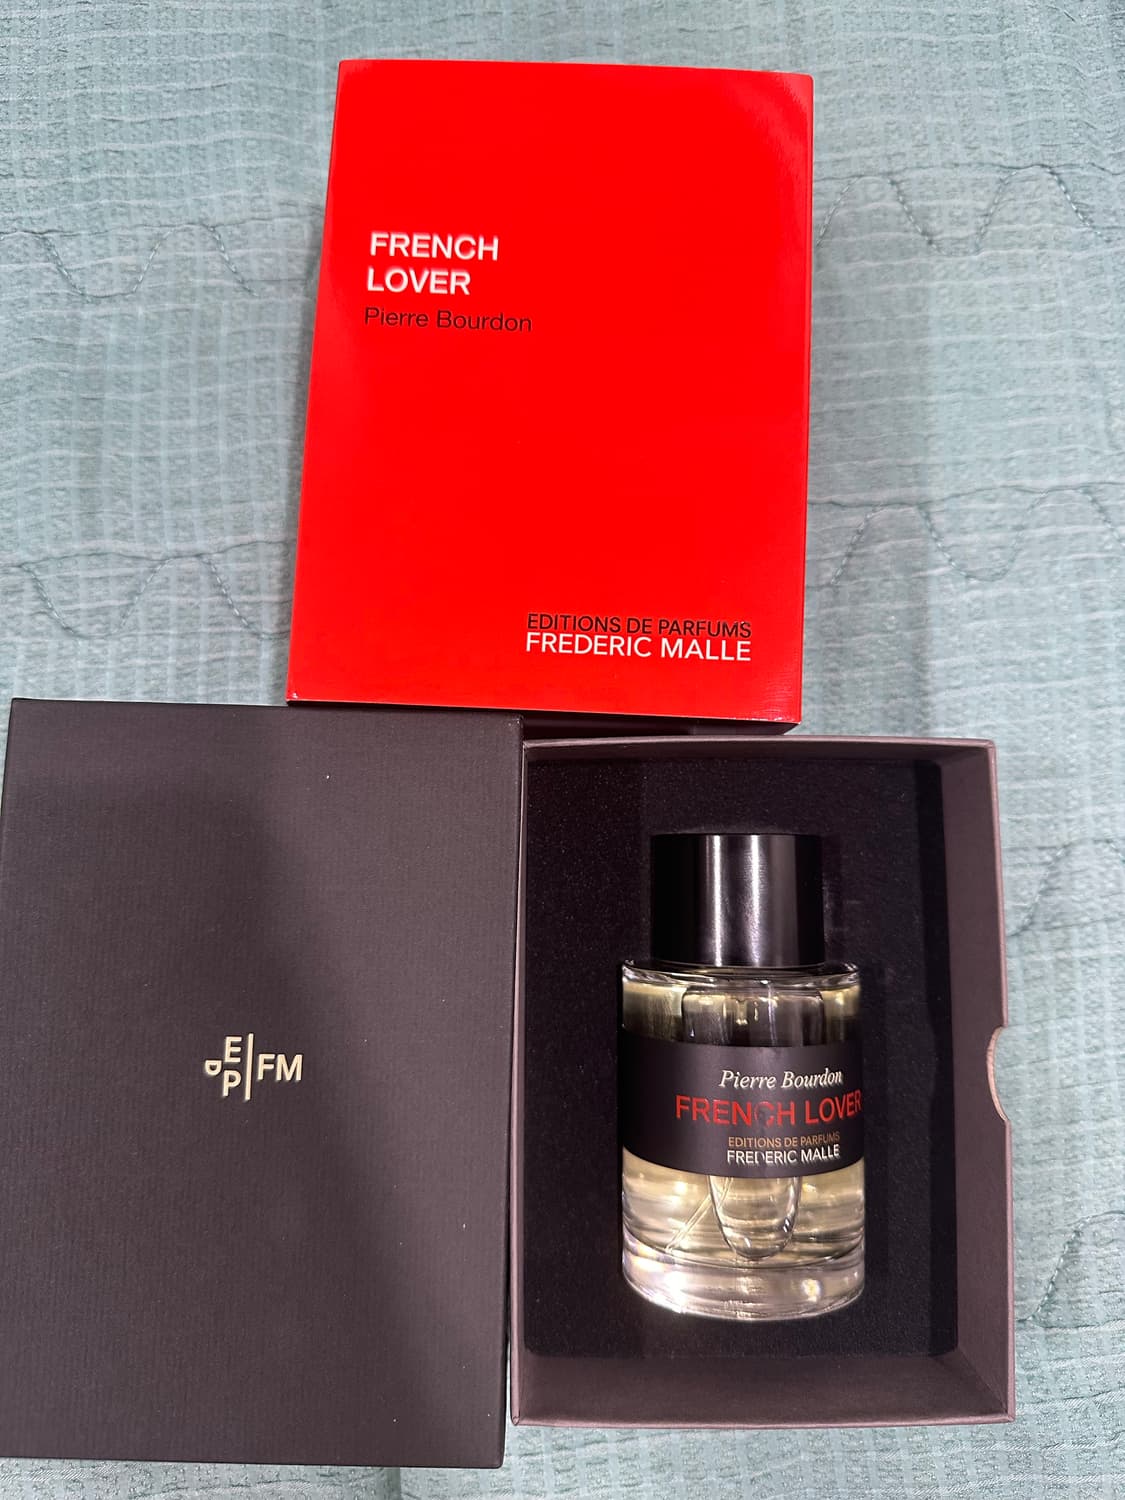 FRENCH
LOVER
Pierre Bourdon
EDITIONS DE PARFUMS
FREDERIC MALLE
EDP|FM
Pierre Bourdon
FRENCH LOVER
EDITIONS DE PARFUMS
FREDERIC MALLE